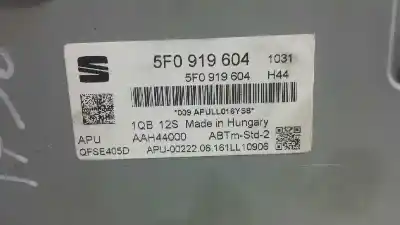 5F0 919 604 1031
5F0 919 604 H44
*009 APULL016YS8*
1QB 12S Made in Hungary
APU AAH44000 ABTm-Std-2
QFSE405D APU-00222.06.161LL10906